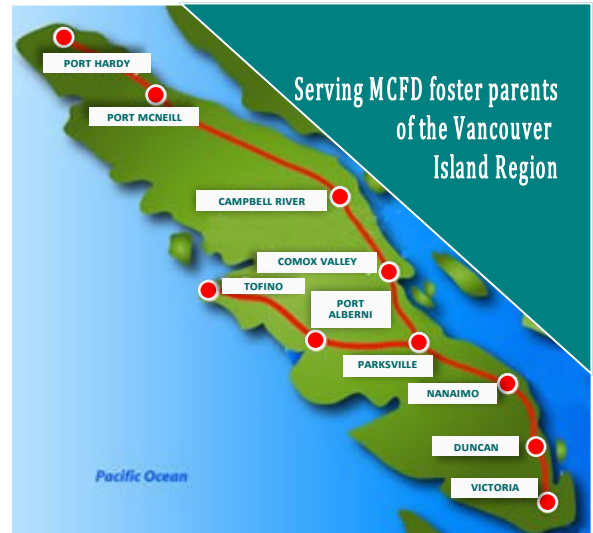 Serving MCFD foster parents
of the Vancouver
Island Region
PORT HARDY
PORT MCNEILL
CAMPBELL RIVER
COMOX VALLEY
TOFINO
PORT
ALBERNI
PARKSVILLE
NANAIMO
DUNCAN
VICTORIA
Pacific Ocean